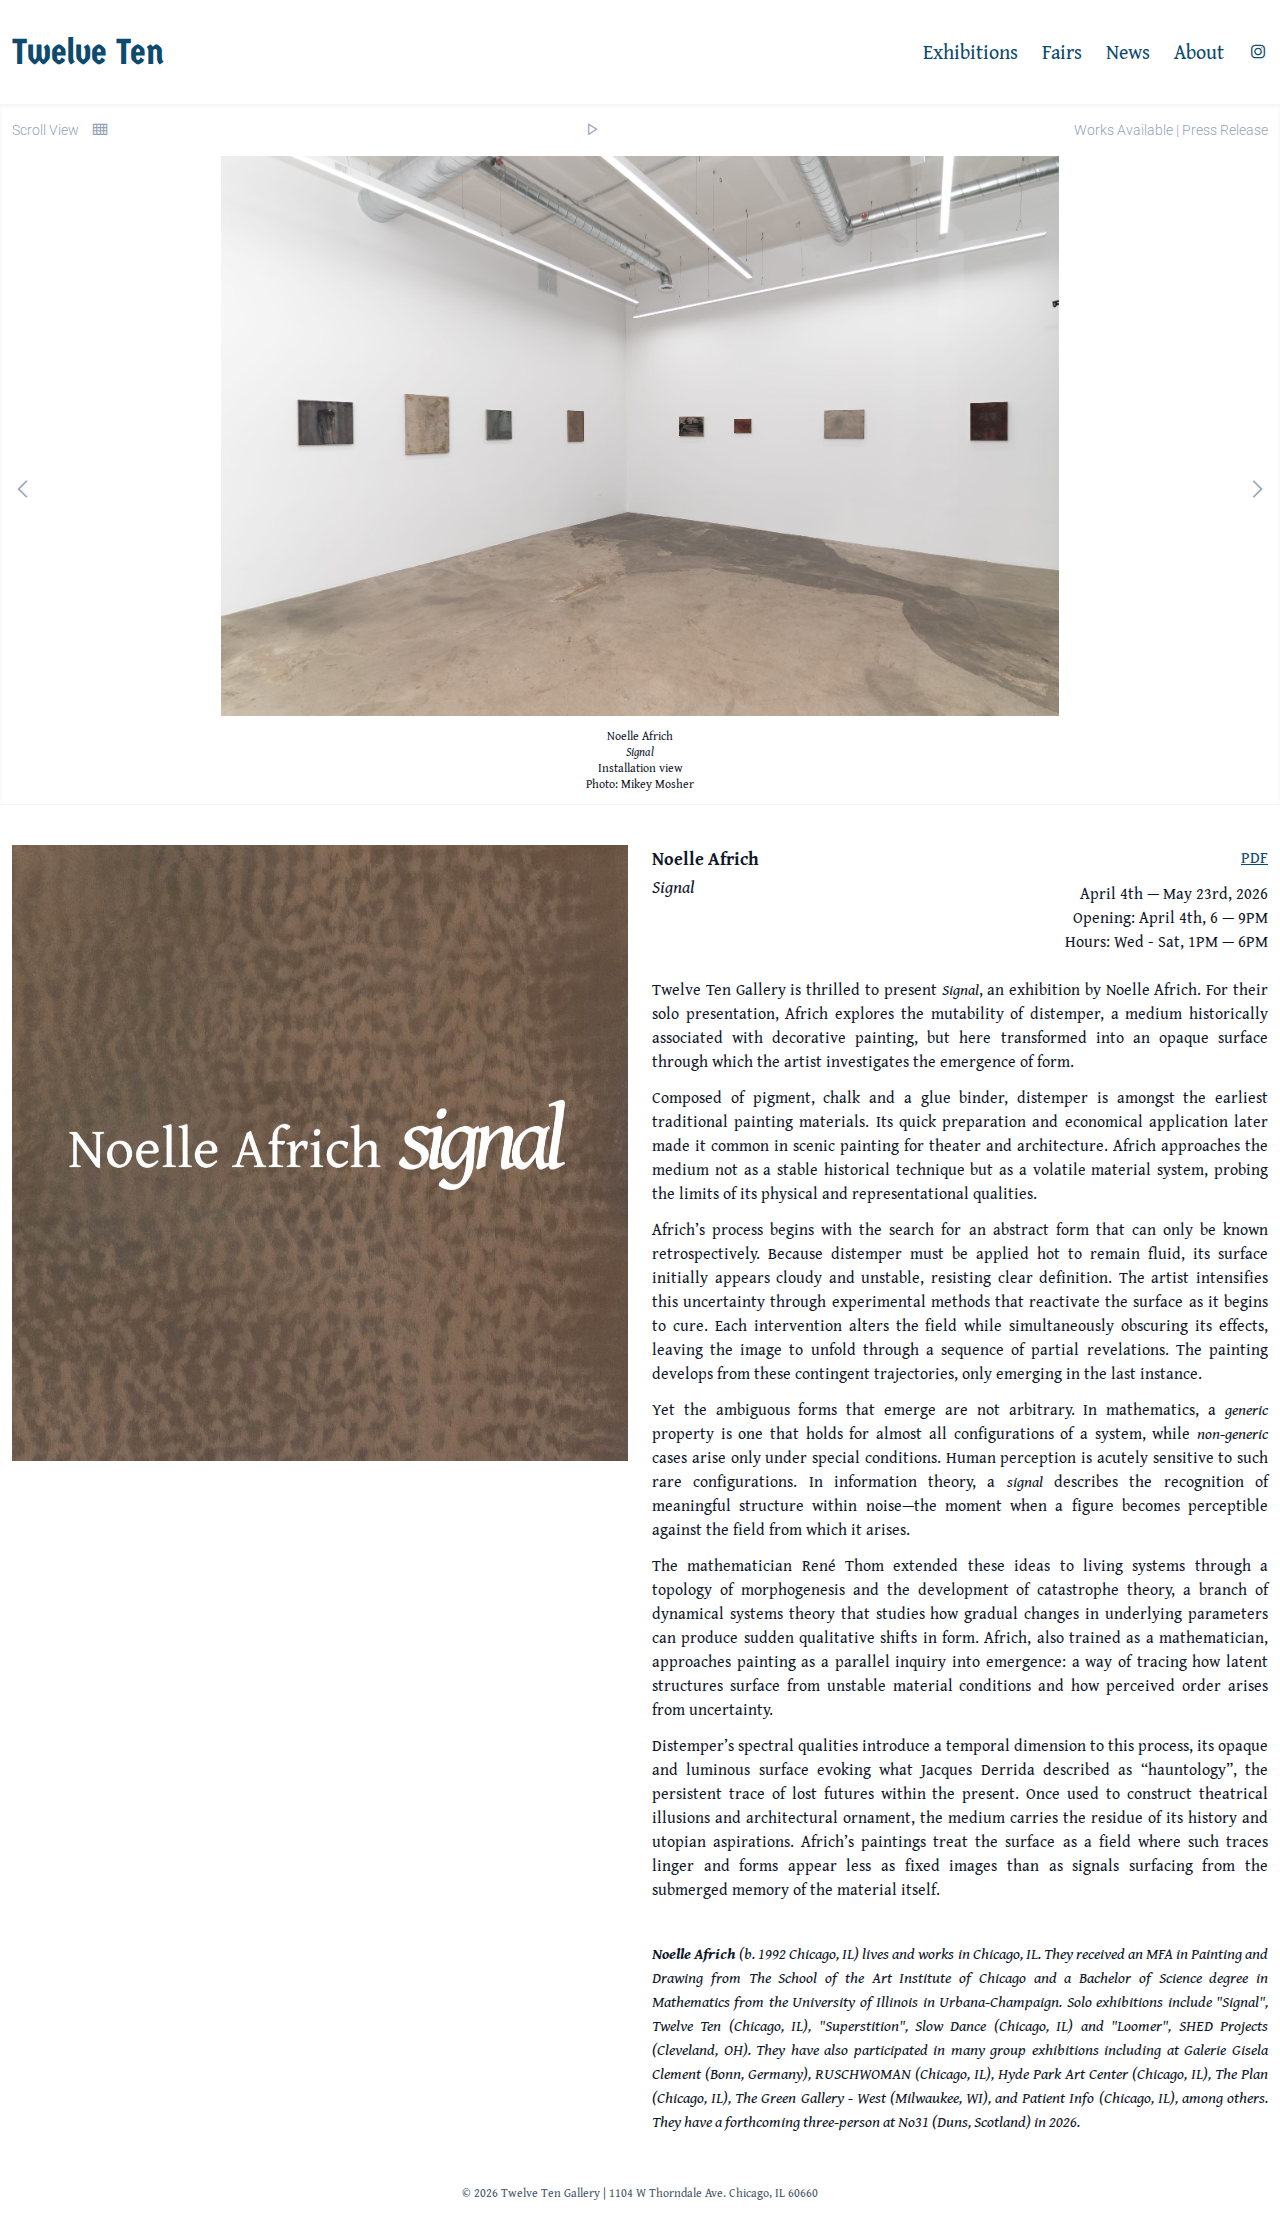 Twelve Ten
Exhibitions Fairs News About
Scroll View
Works Available | Press Release
Noelle Africh
Signal
Installation view
Photo: Mikey Mosher
Noelle Africh signal
Noelle Africh
PDF
Signal
April 4th — May 23rd, 2026
Opening: April 4th, 6 — 9PM
Hours: Wed - Sat, 1PM — 6PM
Twelve Ten Gallery is thrilled to present Signal, an exhibition by Noelle Africh. For their
solo presentation, Africh explores the mutability of distemper, a medium historically
associated with decorative painting, but here transformed into an opaque surface
through which the artist investigates the emergence of form.
Composed of pigment, chalk and a glue binder, distemper is amongst the earliest
traditional painting materials. Its quick preparation and economical application later
made it common in scenic painting for theater and architecture. Africh approaches the
medium not as a stable historical technique but as a volatile material system, probing
the limits of its physical and representational qualities.
Africh’s process begins with the search for an abstract form that can only be known
retrospectively. Because distemper must be applied hot to remain fluid, its surface
initially appears cloudy and unstable, resisting clear definition. The artist intensifies
this uncertainty through experimental methods that reactivate the surface as it begins
to cure. Each intervention alters the field while simultaneously obscuring its effects,
leaving the image to unfold through a sequence of partial revelations. The painting
develops from these contingent trajectories, only emerging in the last instance.
Yet the ambiguous forms that emerge are not arbitrary. In mathematics, a generic
property is one that holds for almost all configurations of a system, while non-generic
cases arise only under special conditions. Human perception is acutely sensitive to such
rare configurations. In information theory, a signal describes the recognition of
meaningful structure within noise—the moment when a figure becomes perceptible
against the field from which it arises.
The mathematician René Thom extended these ideas to living systems through a
topology of morphogenesis and the development of catastrophe theory, a branch of
dynamical systems theory that studies how gradual changes in underlying parameters
can produce sudden qualitative shifts in form. Africh, also trained as a mathematician,
approaches painting as a parallel inquiry into emergence: a way of tracing how latent
structures surface from unstable material conditions and how perceived order arises
from uncertainty.
Distemper’s spectral qualities introduce a temporal dimension to this process, its opaque
and luminous surface evoking what Jacques Derrida described as “hauntology”, the
persistent trace of lost futures within the present. Once used to construct theatrical
illusions and architectural ornament, the medium carries the residue of its history and
utopian aspirations. Africh’s paintings treat the surface as a field where such traces
linger and forms appear less as fixed images than as signals surfacing from the
submerged memory of the material itself.
Noelle Africh (b. 1992 Chicago, IL) lives and works in Chicago, IL. They received an MFA in Painting and
Drawing from The School of the Art Institute of Chicago and a Bachelor of Science degree in
Mathematics from the University of Illinois in Urbana-Champaign. Solo exhibitions include "Signal",
Twelve Ten (Chicago, IL), "Superstition", Slow Dance (Chicago, IL) and "Loomer", SHED Projects
(Cleveland, OH). They have also participated in many group exhibitions including at Galerie Gisela
Clement (Bonn, Germany), RUSCHWOMAN (Chicago, IL), Hyde Park Art Center (Chicago, IL), The Plan
(Chicago, IL), The Green Gallery - West (Milwaukee, WI), and Patient Info (Chicago, IL), among others.
They have a forthcoming three-person at No31 (Duns, Scotland) in 2026.
© 2026 Twelve Ten Gallery | 1104 W Thorndale Ave. Chicago, IL 60660